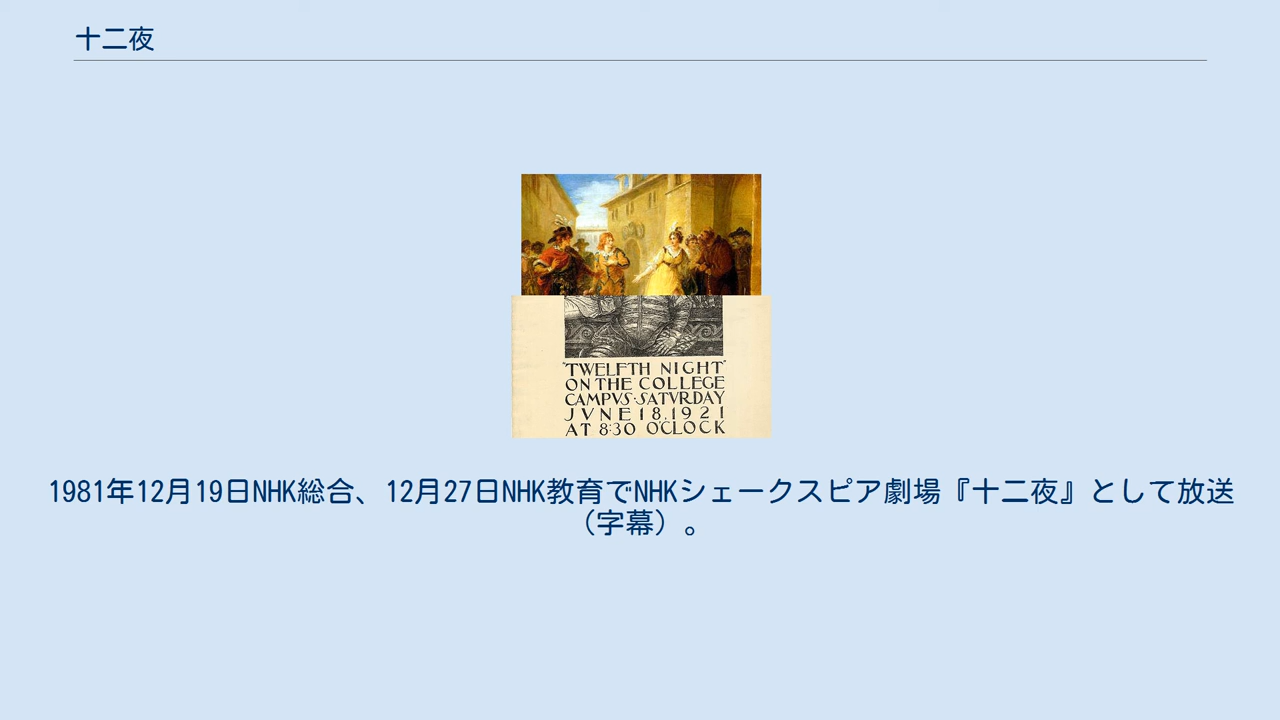 十二夜
"TWELFTH NIGHT"
ON THE COLLEGE
CAMPVS·SATVRDAY
JVNE 18.1921
AT 8:30 O'CLOCK
1981年12月19日NHK総合、12月27日NHK教育でNHKシェークスピア劇場『十二夜』として放送
（字幕）。